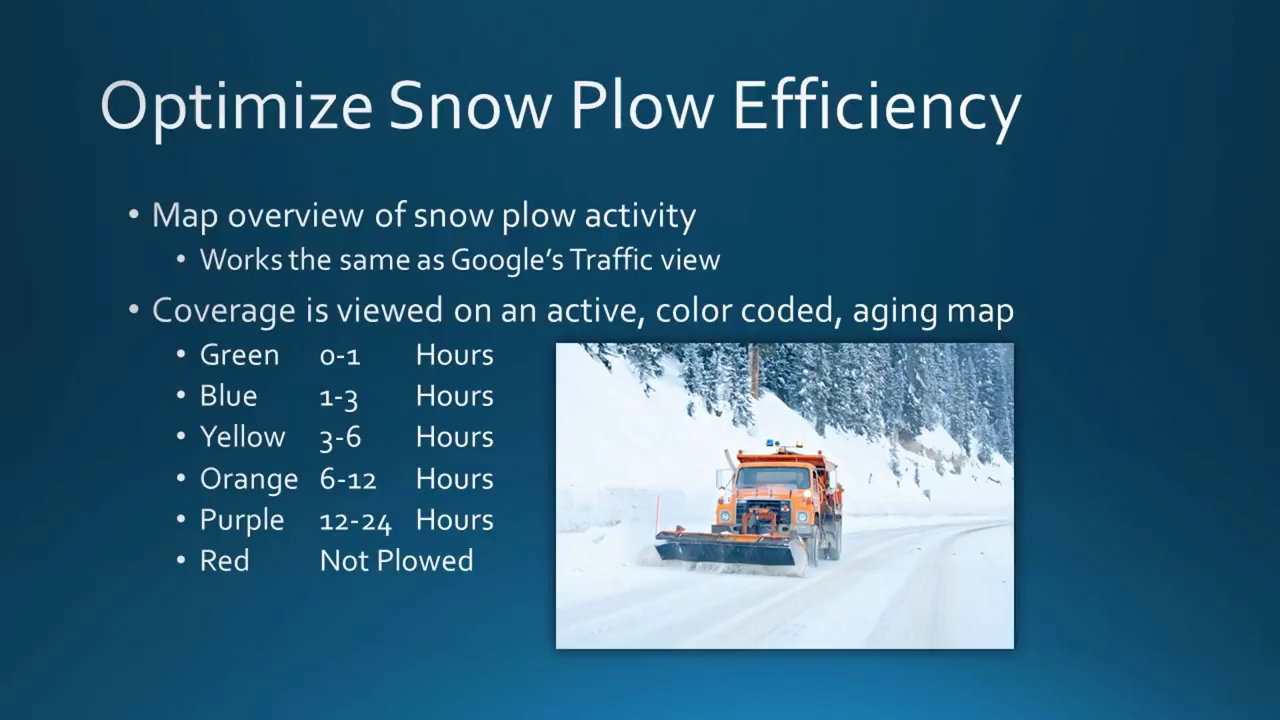 Optimize Snow Plow Efficiency
• Map overview of snow plow activity
• Works the same as Google’s Traffic view
• Coverage is viewed on an active, color coded, aging map
• Green 0-1 Hours
• Blue 1-3 Hours
• Yellow 3-6 Hours
• Orange 6-12 Hours
• Purple 12-24 Hours
• Red Not Plowed